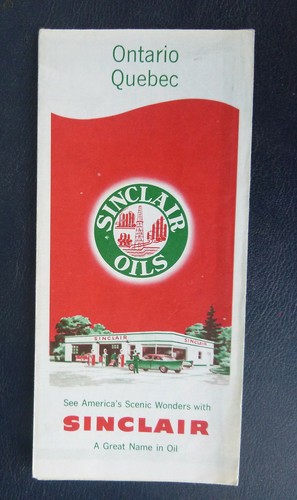 Ontario
Quebec
SINCLAIR
OILS
SINCLAIR
SINCLAIR
See America's Scenic Wonders with
SINCLAIR
A Great Name in Oil